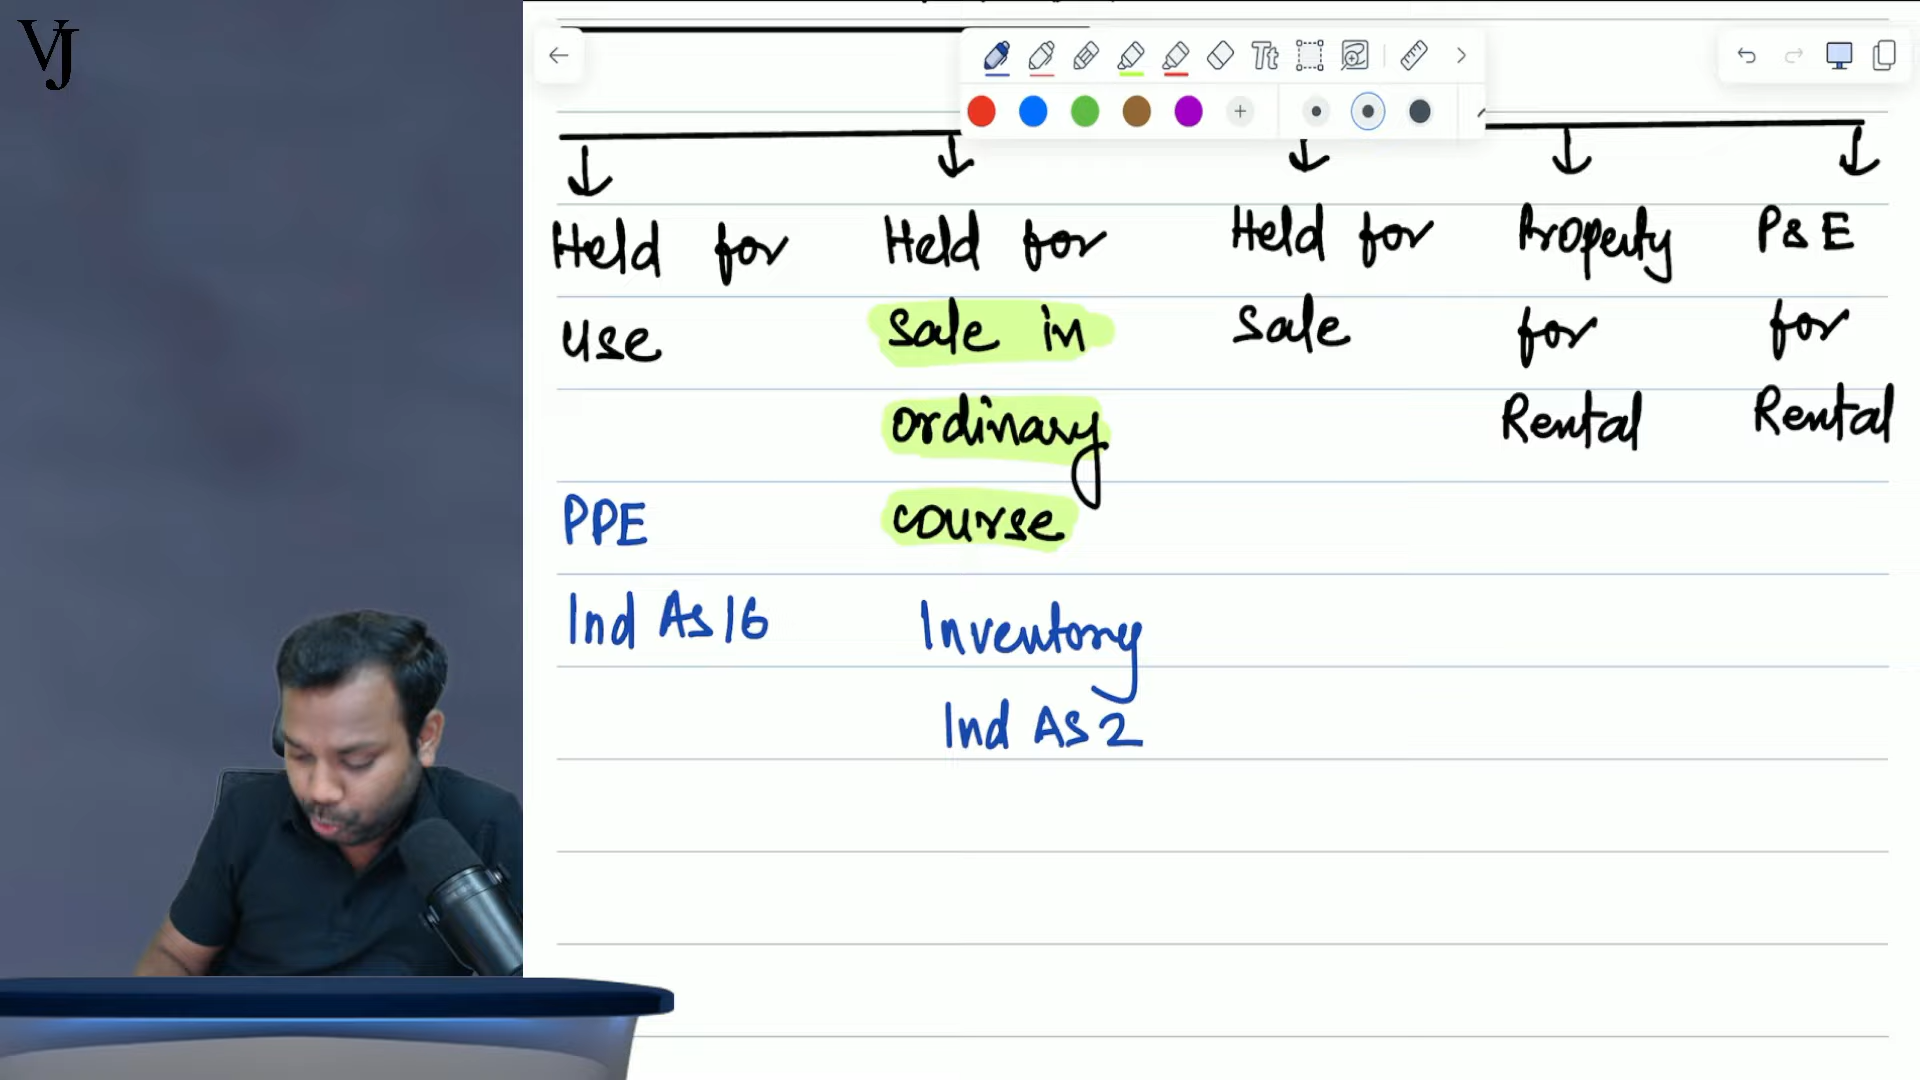 VJ
Tt
Held for
use
PPE
Ind As 16
Held for
sale in
ordinary
course
Inventory
Ind As 2
Held for
Sale
Property
for
Rental
P&E
for
Rental